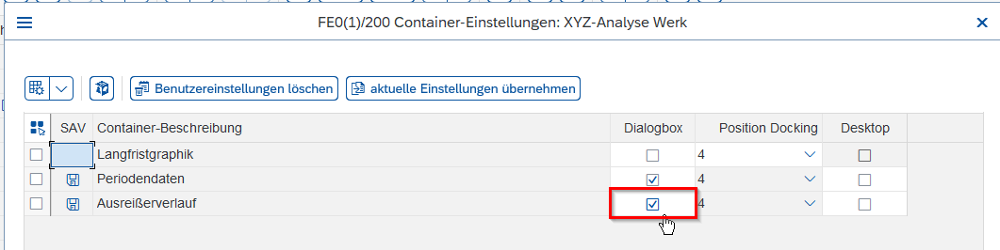 FE0(1)/200 Container-Einstellungen: XYZ-Analyse Werk
Benutzereinstellungen löschen aktuelle Einstellungen übernehmen
SAV Container-Beschreibung Dialogbox Position Docking Desktop
Langfristgraphik 4
Periodendaten 4
Ausreißerverlauf 4